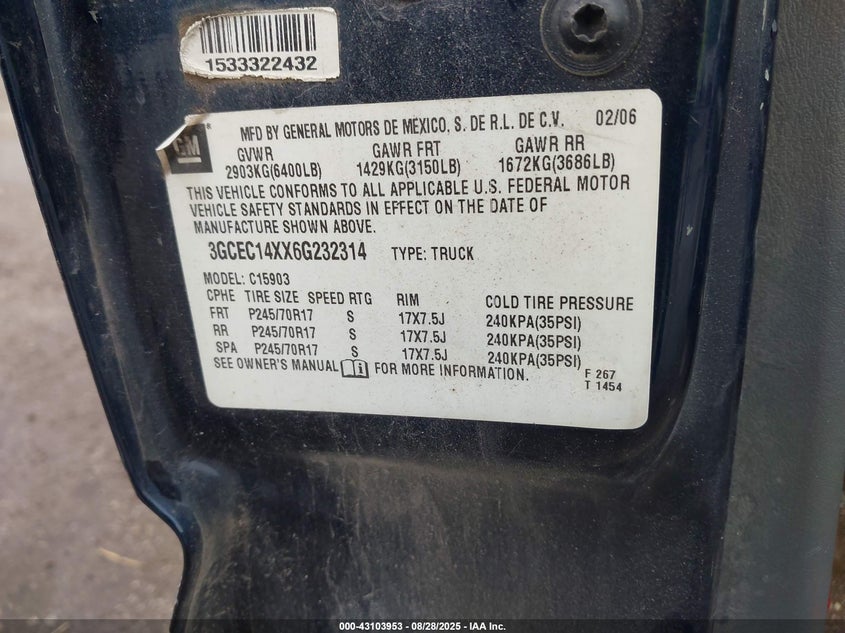 1533322432
GM
MFD BY GENERAL MOTORS DE MEXICO, S. DE R.L. DE C.V. 02/06
GVWR GAWR FRT GAWR RR
2903KG(6400LB) 1429KG(3150LB) 1672KG(3686LB)
THIS VEHICLE CONFORMS TO ALL APPLICABLE U.S. FEDERAL MOTOR
VEHICLE SAFETY STANDARDS IN EFFECT ON THE DATE OF
MANUFACTURE SHOWN ABOVE.
3GCEC14XX6G232314 TYPE: TRUCK
MODEL: C15903
CPHE TIRE SIZE SPEED RTG RIM COLD TIRE PRESSURE
FRT P245/70R17 S 17X7.5J 240KPA(35PSI)
RR P245/70R17 S 17X7.5J 240KPA(35PSI)
SPA P245/70R17 S 17X7.5J 240KPA(35PSI)
SEE OWNER'S MANUAL FOR MORE INFORMATION.
F 267
T 1454
000-43103953 - 08/28/2025 - IAA Inc.